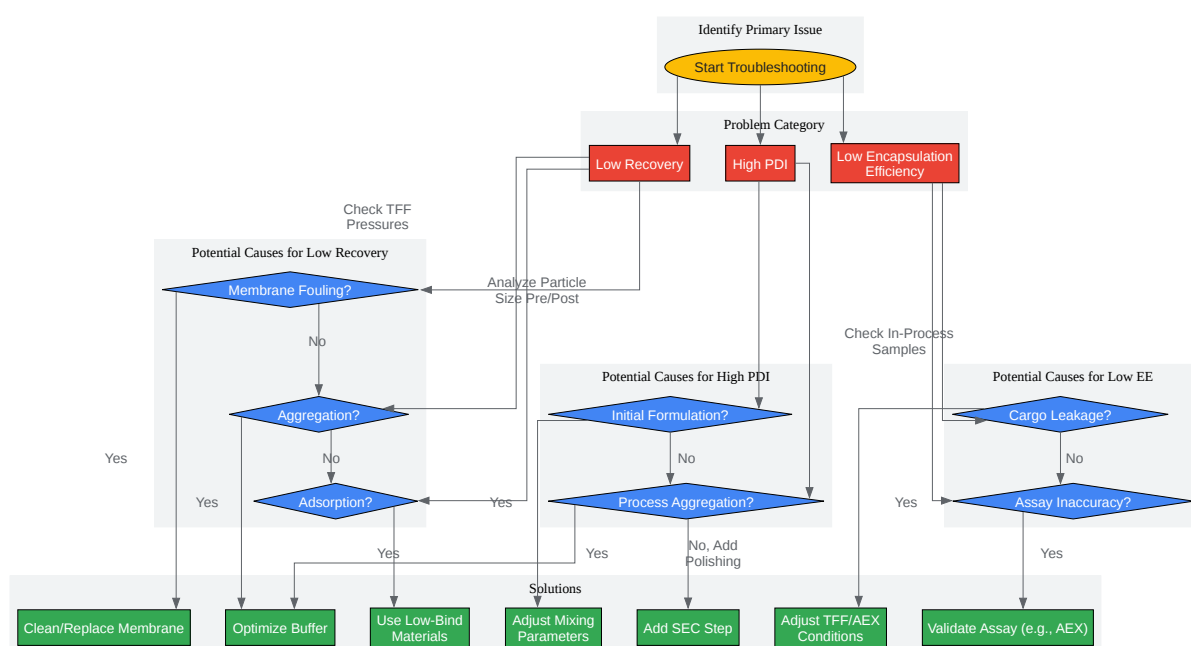 Identify Primary Issue
Start Troubleshooting
Problem Category
Low Recovery
High PDI
Low Encapsulation
Efficiency
Check TFF
Pressures
Potential Causes for Low Recovery
Membrane Fouling?
Analyze Particle
Size Pre/Post
No
Check In-Process
Samples
Potential Causes for High PDI
Potential Causes for Low EE
Aggregation?
Initial Formulation?
Cargo Leakage?
Yes
No
No
No
Yes
Adsorption?
Yes
Process Aggregation?
Yes
Assay Inaccuracy?
Yes
Yes
No, Add
Polishing
Yes
Solutions
Clean/Replace Membrane
Optimize Buffer
Use Low-Bind
Materials
Adjust Mixing
Parameters
Add SEC Step
Adjust TFF/AEX
Conditions
Validate Assay (e.g., AEX)